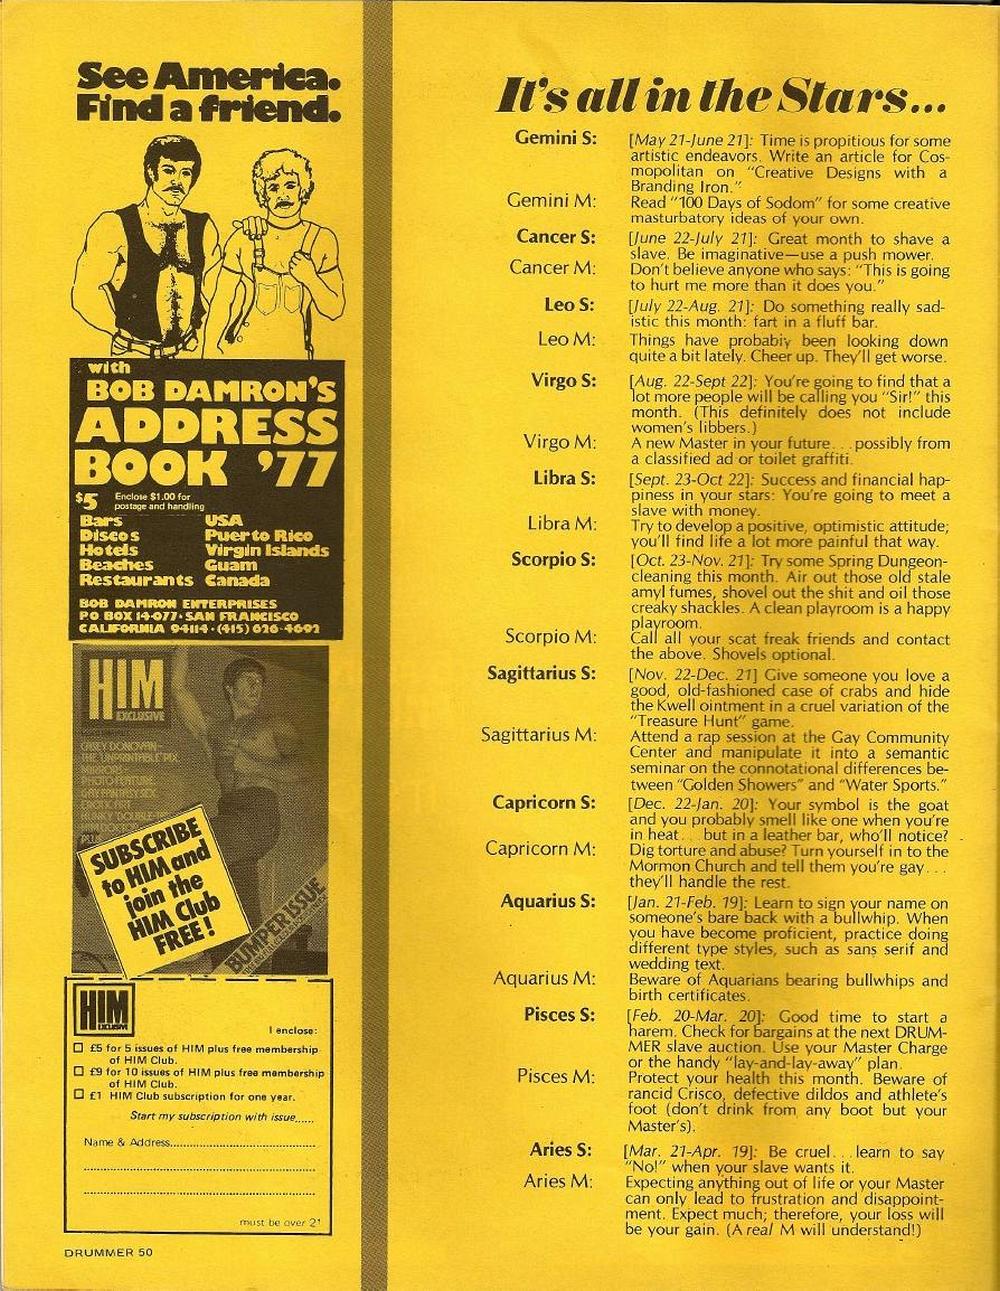 See America.
Find a friend.
with
BOB DAMRON'S
ADDRESS
BOOK '77
$5 Enclose $1.00 for
postage and handling
Bars USA
Discos Puerto Rico
Hotels Virgin Islands
Beaches Guam
Restaurants Canada
BOB DAMRON ENTERPRISES
PO BOX 14-077 · SAN FRANCISCO
CALIFORNIA 94114 · (415) 626-4692
HIM
EXCLUSIVE
CASEY DONOVAN—
THE 'UNPRINTABLE' PIX.
MIRRORS—
PHOTO FEATURE
GAY FANTASY SEX
EROTIC ART
SUBSCRIBE
to HIM and
join the
HIM Club
FREE!
BUMPER ISSUE
HIM
EXCLUSIVE
I enclose:
£5 for 5 issues of HIM plus free membership
of HIM Club.
£9 for 10 issues of HIM plus free membership
of HIM Club.
£1 HIM Club subscription for one year.
Start my subscription with issue......
Name & Address
must be over 21
DRUMMER 50
It's all in the Stars...
Gemini S: [May 21-June 21]: Time is propitious for some
artistic endeavors. Write an article for Cos-
mopolitan on "Creative Designs with a
Branding Iron."
Gemini M: Read "100 Days of Sodom" for some creative
masturbatory ideas of your own.
Cancer S: [June 22-July 21]: Great month to shave a
slave. Be imaginative—use a push mower.
Cancer M: Don't believe anyone who says: "This is going
to hurt me more than it does you."
Leo S: [July 22-Aug. 21]: Do something really sad-
istic this month: fart in a fluff bar.
Leo M: Things have probably been looking down
quite a bit lately. Cheer up. They'll get worse.
Virgo S: [Aug. 22-Sept 22]: You're going to find that a
lot more people will be calling you "Sir!" this
month. (This definitely does not include
women's libbers.)
Virgo M: A new Master in your future. . .possibly from
a classified ad or toilet graffiti.
Libra S: [Sept. 23-Oct 22]: Success and financial hap-
piness in your stars: You're going to meet a
slave with money.
Libra M: Try to develop a positive, optimistic attitude;
you'll find life a lot more painful that way.
Scorpio S: [Oct. 23-Nov. 21]: Try some Spring Dungeon-
cleaning this month. Air out those old stale
amyl fumes, shovel out the shit and oil those
creaky shackles. A clean playroom is a happy
playroom.
Scorpio M: Call all your scat freak friends and contact
the above. Shovels optional.
Sagittarius S: [Nov. 22-Dec. 21] Give someone you love a
good, old-fashioned case of crabs and hide
the Kwell ointment in a cruel variation of the
"Treasure Hunt" game.
Sagittarius M: Attend a rap session at the Gay Community
Center and manipulate it into a semantic
seminar on the connotational differences be-
tween "Golden Showers" and "Water Sports."
Capricorn S: [Dec. 22-Jan. 20]: Your symbol is the goat
and you probably smell like one when you're
in heat. . . but in a leather bar, who'll notice?
Capricorn M: Dig torture and abuse? Turn yourself in to the
Mormon Church and tell them you're gay. . .
they'll handle the rest.
Aquarius S: [Jan. 21-Feb. 19]: Learn to sign your name on
someone's bare back with a bullwhip. When
you have become proficient, practice doing
different type styles, such as sans serif and
wedding text.
Aquarius M: Beware of Aquarians bearing bullwhips and
birth certificates.
Pisces S: [Feb. 20-Mar. 20]: Good time to start a
harem. Check for bargains at the next DRUM-
MER slave auction. Use your Master Charge
or the handy "lay-and-lay-away" plan.
Pisces M: Protect your health this month. Beware of
rancid Crisco, defective dildos and athlete's
foot (don't drink from any boot but your
Master's).
Aries S: [Mar. 21-Apr. 19]: Be cruel. . .learn to say
"No!" when your slave wants it.
Aries M: Expecting anything out of life or your Master
can only lead to frustration and disappoint-
ment. Expect much; therefore, your loss will
be your gain. (A real M will understand!)